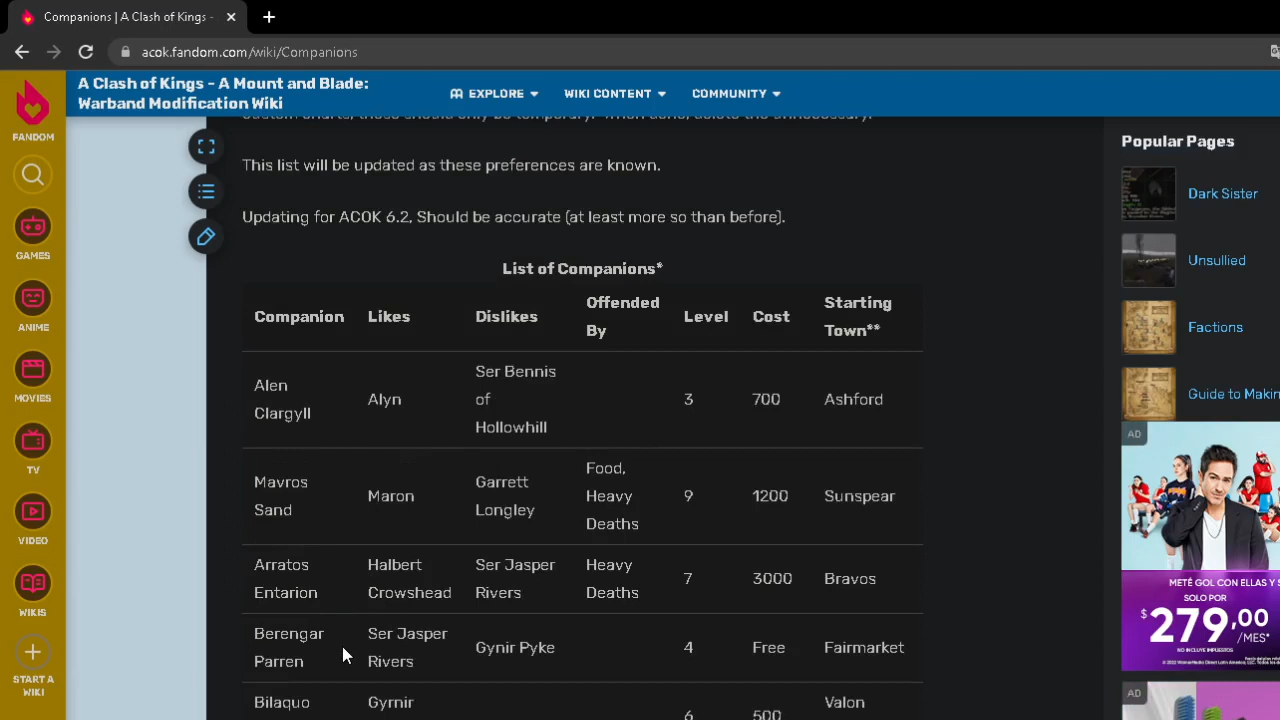 Companions | A Clash of Kings -
acok.fandom.com/wiki/Companions
A Clash of Kings - A Mount and Blade:
Warband Modification Wiki
EXPLORE
WIKI CONTENT
COMMUNITY
FANDOM
GAMES
ANIME
MOVIES
TV
VIDEO
WIKIS
START A
WIKI
This list will be updated as these preferences are known.
Updating for ACOK 6.2, Should be accurate (at least more so than before).
List of Companions*
Companion Likes Dislikes Offended By Level Cost Starting Town**
Alen Clargyll Alyn Ser Bennis of Hollowhill 3 700 Ashford
Mavros Sand Maron Garrett Longley Food, Heavy Deaths 9 1200 Sunspear
Arratos Entarion Halbert Crowshead Ser Jasper Rivers Heavy Deaths 7 3000 Bravos
Berengar Parren Ser Jasper Rivers Gynir Pyke 4 Free Fairmarket
Bilaquo Gyrnir 6 500 Valon
Popular Pages
Dark Sister
Unsullied
Factions
Guide to Makin
AD
METÉ GOL CON ELLAS Y S
SOLO POR
$279,00
/MES*
NO INCLUYE IMPUESTOS
AD